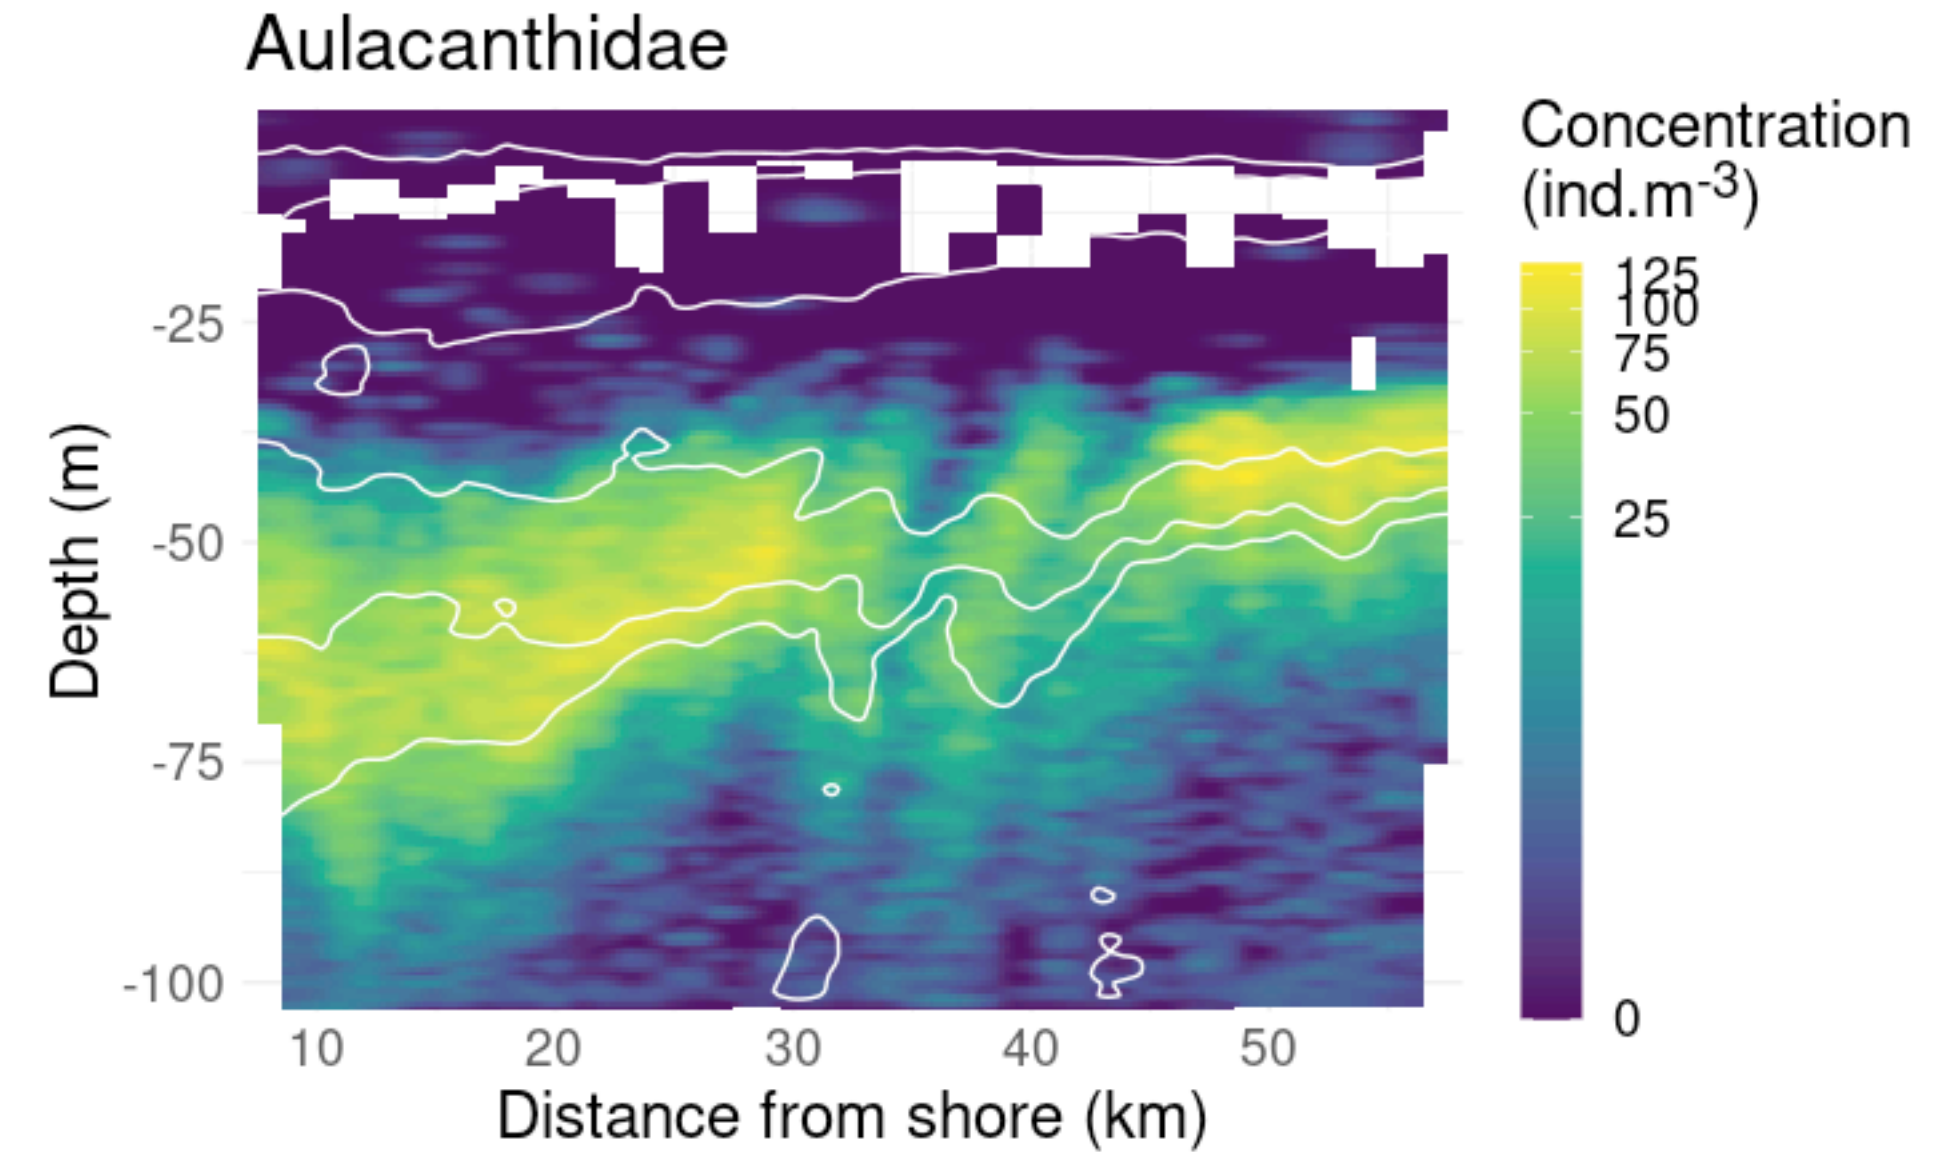 Aulacanthidae
Concentration
(ind.m-3)
125
100
75
50
25
0
Depth (m)
-25
-50
-75
-100
10 20 30 40 50
Distance from shore (km)